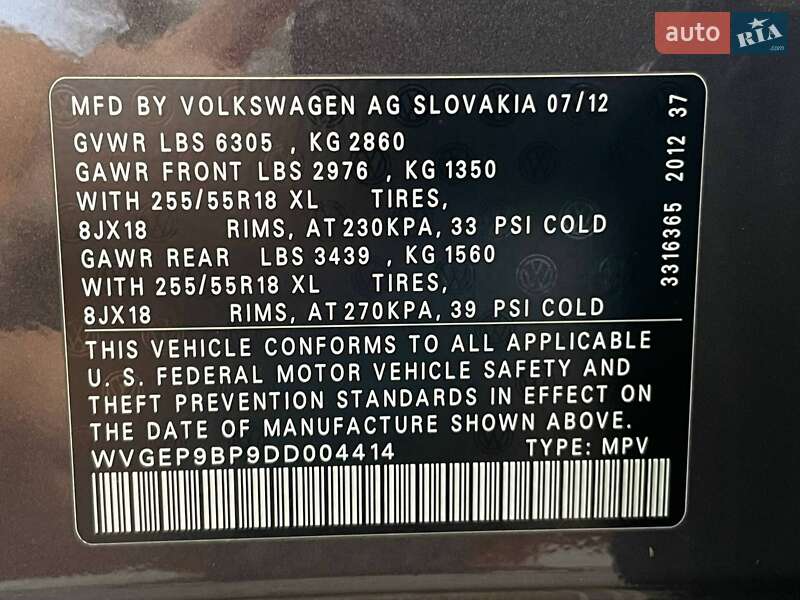 auto RIA
.com
MFD BY VOLKSWAGEN AG SLOVAKIA 07/12
GVWR LBS 6305 , KG 2860
GAWR FRONT LBS 2976 , KG 1350
WITH 255/55R18 XL TIRES,
8JX18 RIMS, AT 230KPA, 33 PSI COLD
GAWR REAR LBS 3439 , KG 1560
WITH 255/55R18 XL TIRES,
8JX18 RIMS, AT 270KPA, 39 PSI COLD
3316365 2012 37
THIS VEHICLE CONFORMS TO ALL APPLICABLE
U. S. FEDERAL MOTOR VEHICLE SAFETY AND
THEFT PREVENTION STANDARDS IN EFFECT ON
THE DATE OF MANUFACTURE SHOWN ABOVE.
WVGEP9BP9DD004414 TYPE: MPV